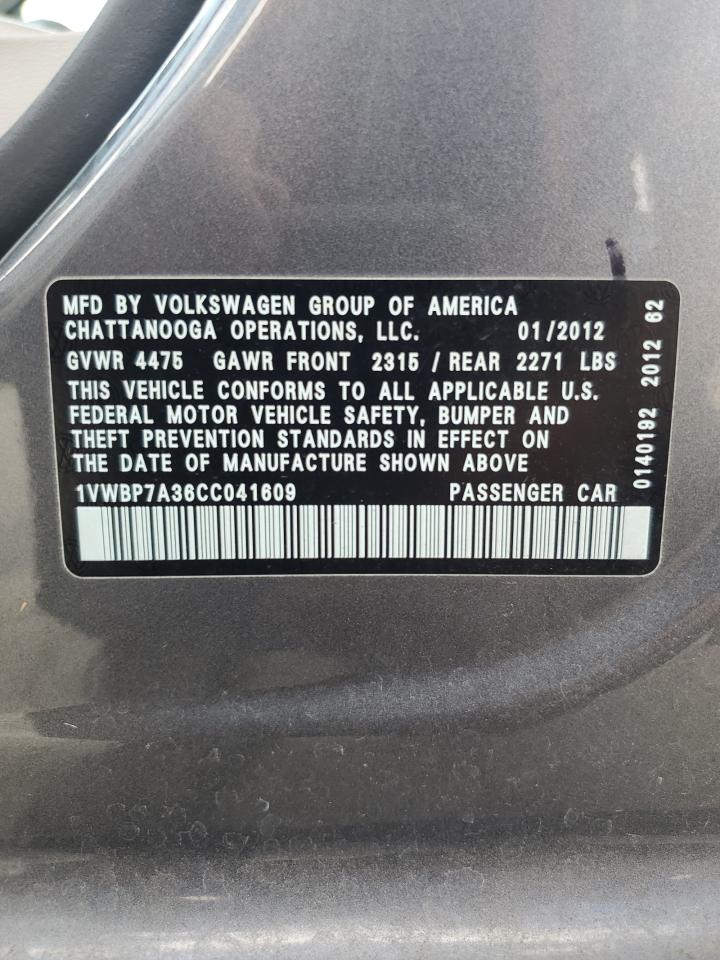 MFD BY VOLKSWAGEN GROUP OF AMERICA
CHATTANOOGA OPERATIONS, LLC. 01/2012
GVWR 4475 GAWR FRONT 2315 / REAR 2271 LBS
THIS VEHICLE CONFORMS TO ALL APPLICABLE U.S.
FEDERAL MOTOR VEHICLE SAFETY, BUMPER AND
THEFT PREVENTION STANDARDS IN EFFECT ON
THE DATE OF MANUFACTURE SHOWN ABOVE
1VWBP7A36CC041609 PASSENGER CAR
0140192 2012 62